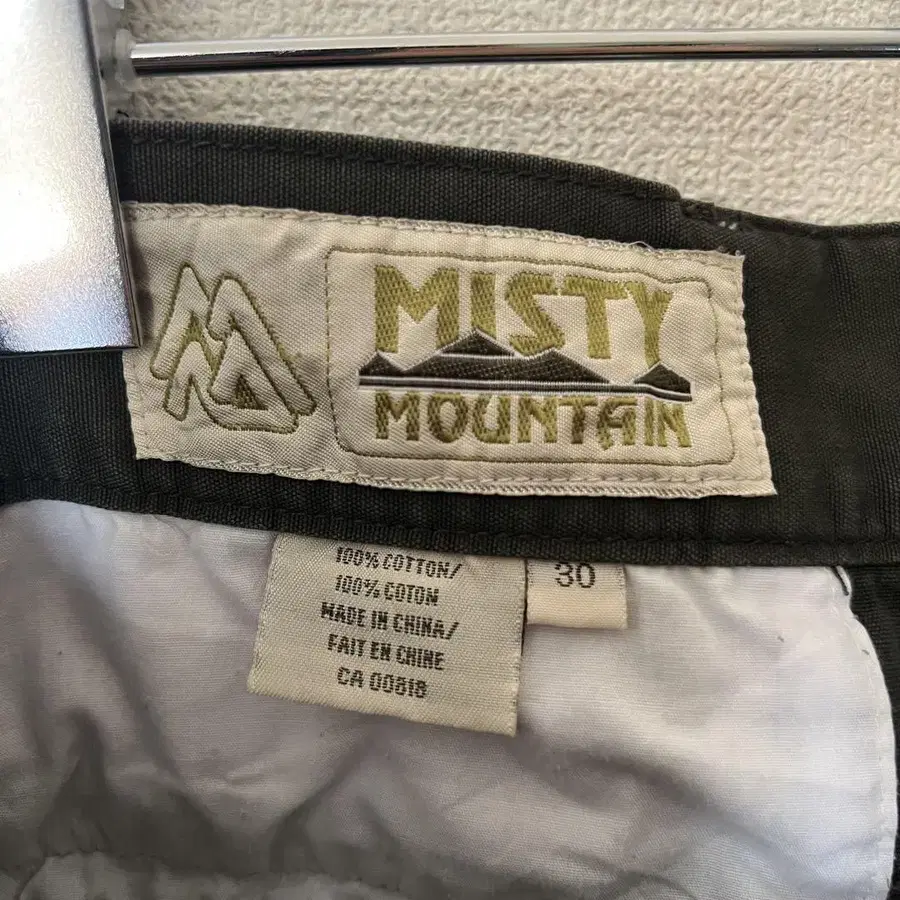 MISTY
MOUNTAIN
100% COTTON/
100% COTON
MADE IN CHINA/
FAIT EN CHINE
CA 00818
30